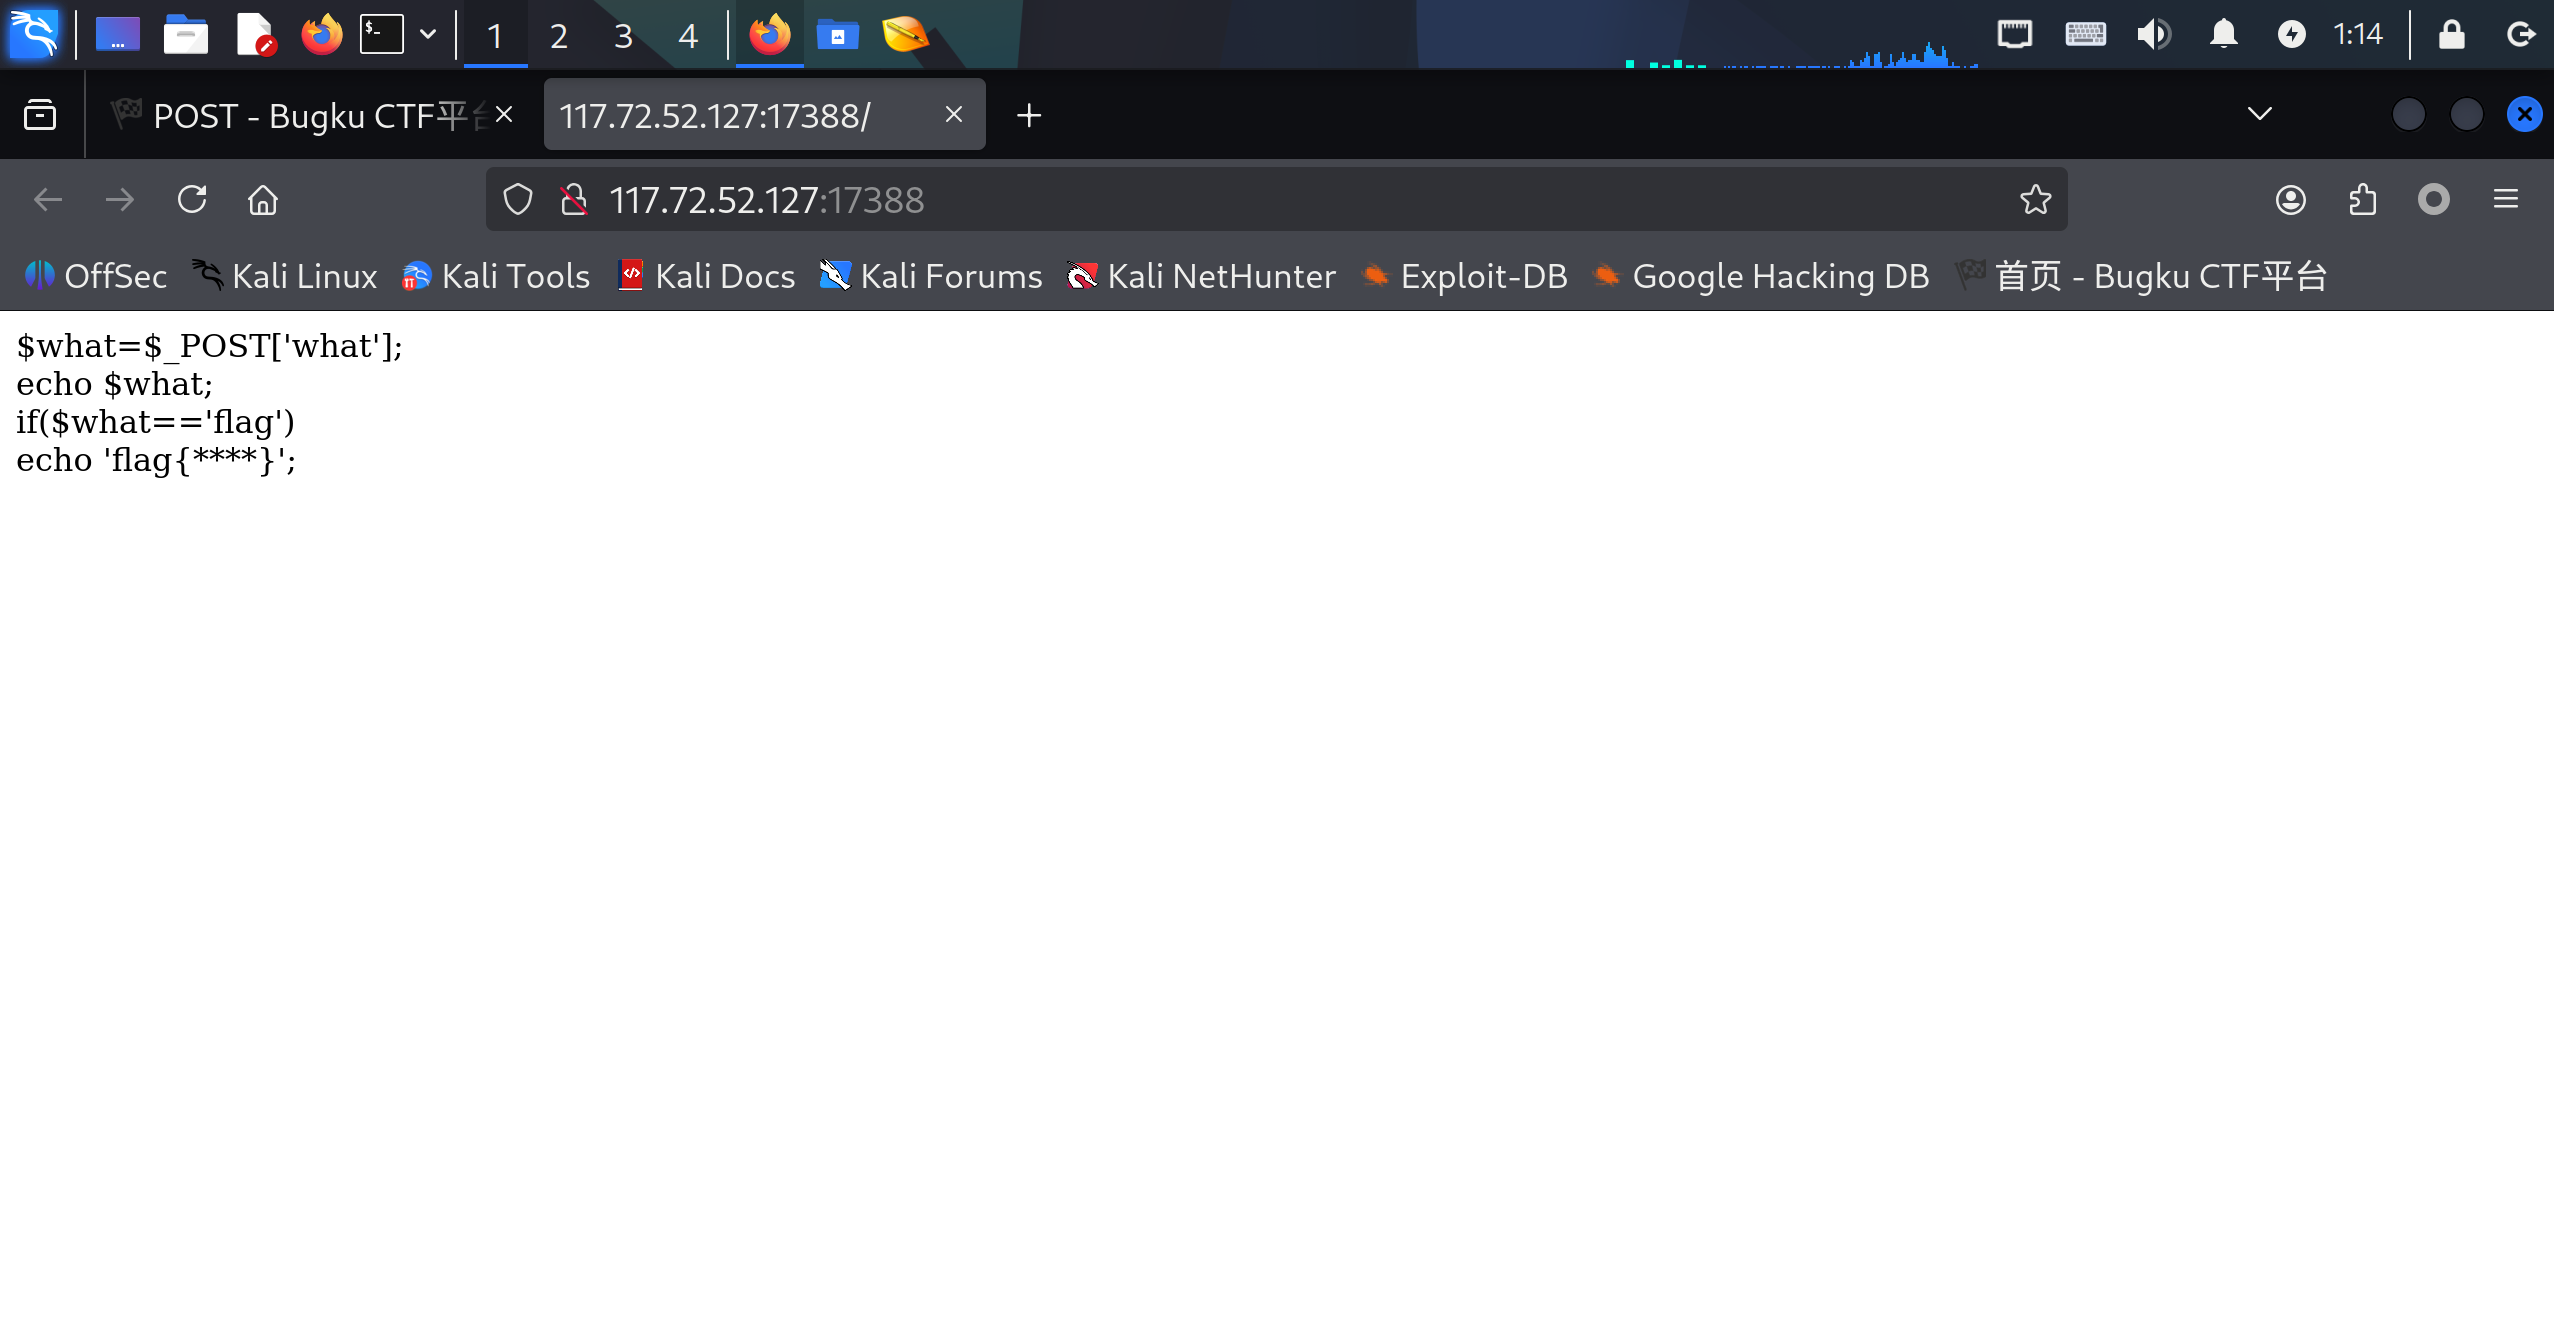 $-
1 2 3 4
1:14
POST - Bugku CTF平
117.72.52.127:17388/
117.72.52.127:17388
OffSec Kali Linux Kali Tools Kali Docs Kali Forums Kali NetHunter Exploit-DB Google Hacking DB 首页 - Bugku CTF平台
$what=$_POST['what'];
echo $what;
if($what=='flag')
echo 'flag{****}';